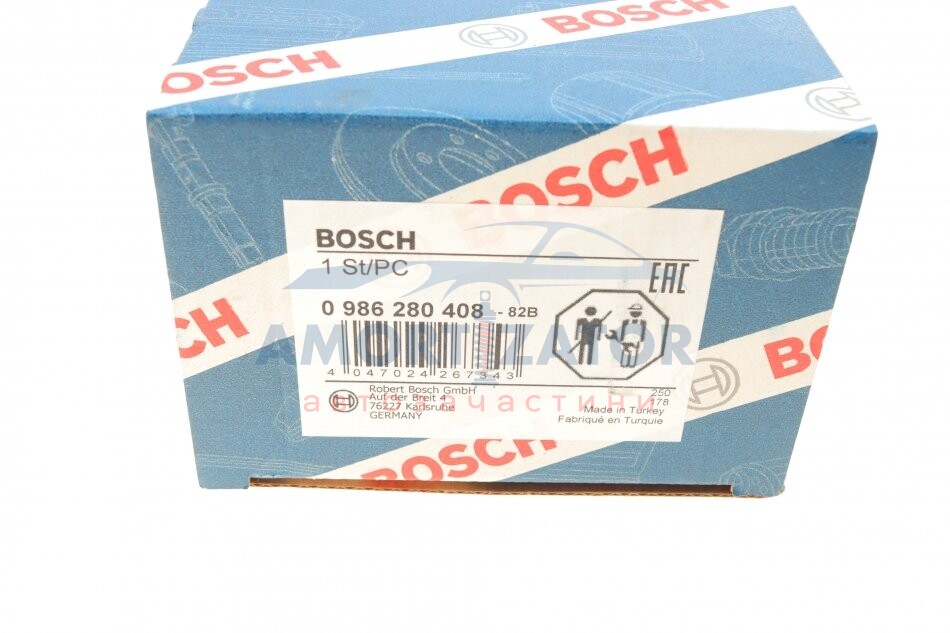 BOSCH
BOSCH
BOSCH
BOSCH
1 St/PC
EAC
0 986 280 408 - 82B
AMORTIZATOR
4 047024 267343
автозапчастини
Robert Bosch GmbH
Auf der Breit 4
76227 Karlsruhe
GERMANY
250
178
Made in Turkey
Fabriqué en Turquie
BOSCH